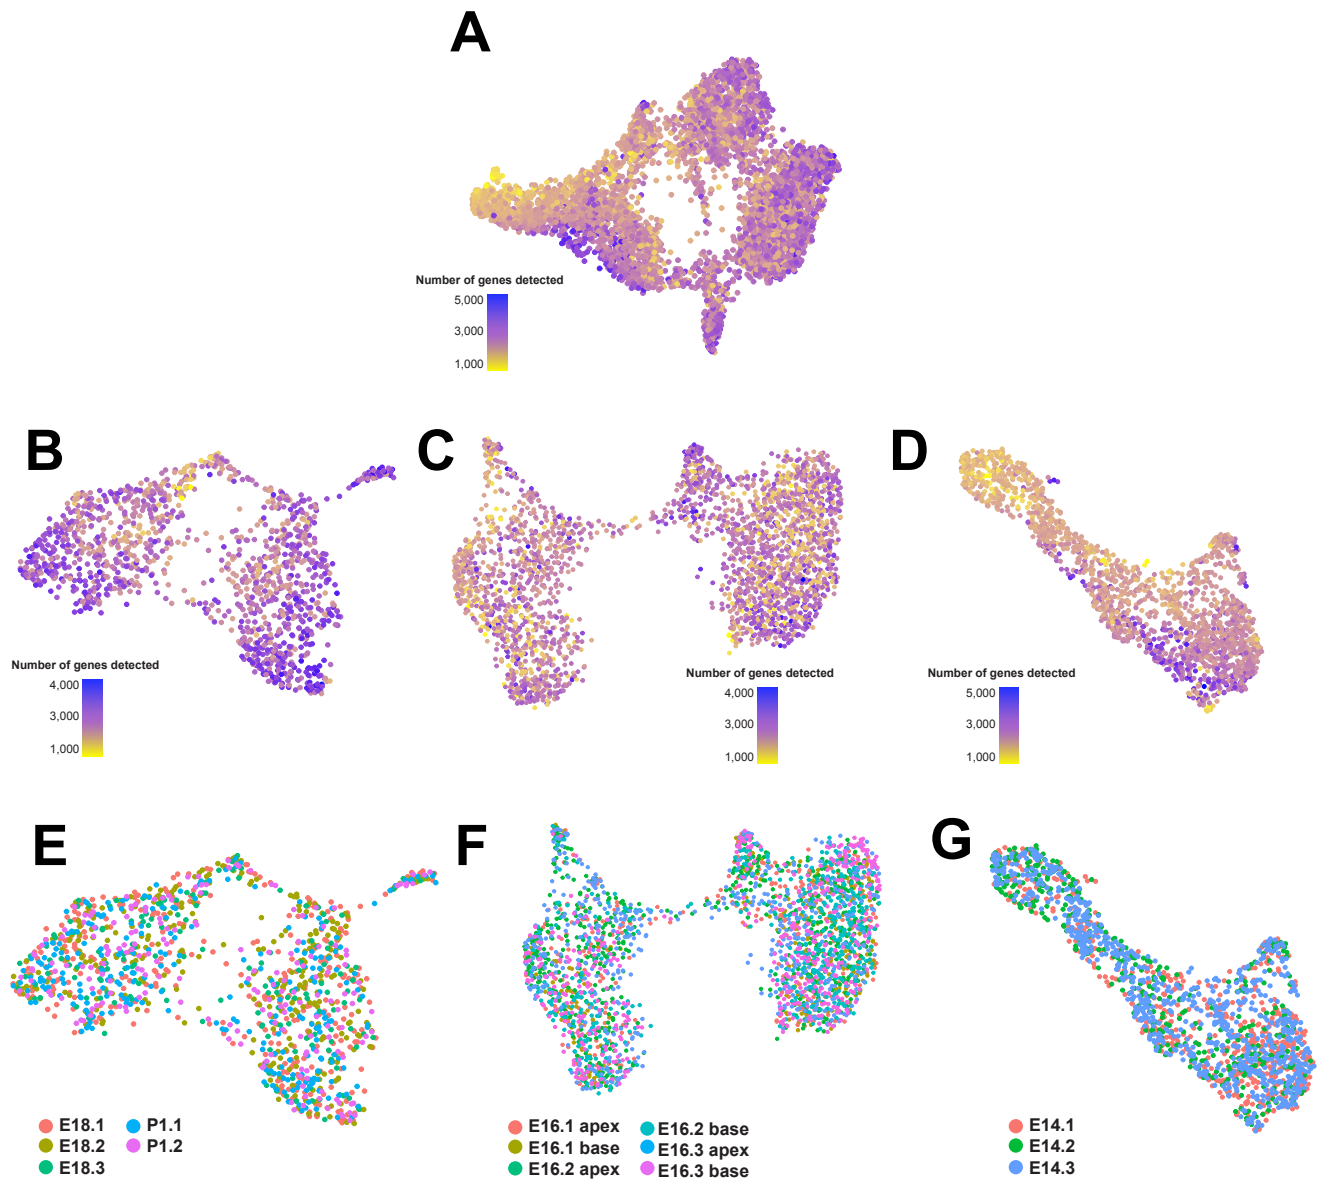 A
Number of genes detected
5,000
3,000
1,000
B
C
D
Number of genes detected
4,000
3,000
1,000
Number of genes detected
4,000
3,000
1,000
Number of genes detected
5,000
3,000
1,000
E
F
G
E18.1
P1.1
E18.2
P1.2
E18.3
E16.1 apex
E16.2 base
E16.1 base
E16.3 apex
E16.2 apex
E16.3 base
E14.1
E14.2
E14.3